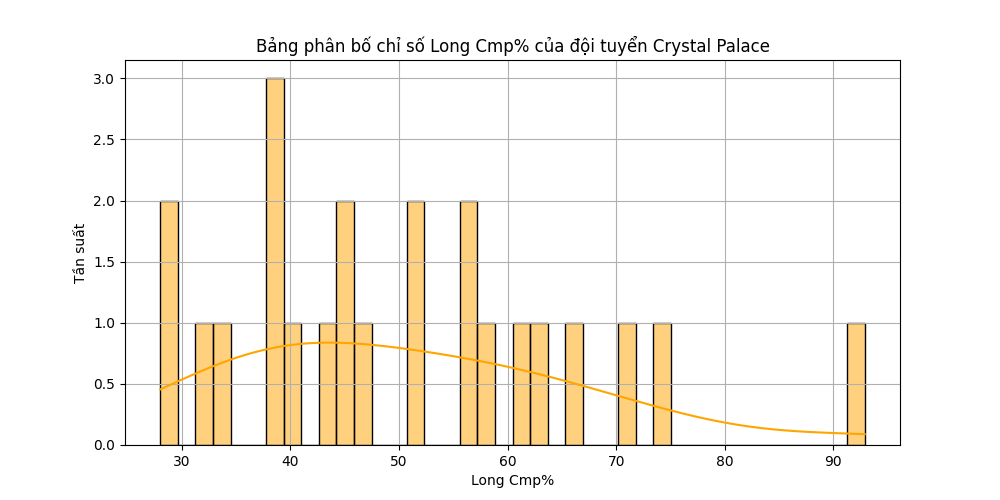 Bảng phân bố chỉ số Long Cmp% của đội tuyển Crystal Palace
3.0
2.5
2.0
1.5
1.0
0.5
0.0
Tần suất
30 40 50 60 70 80 90
Long Cmp%